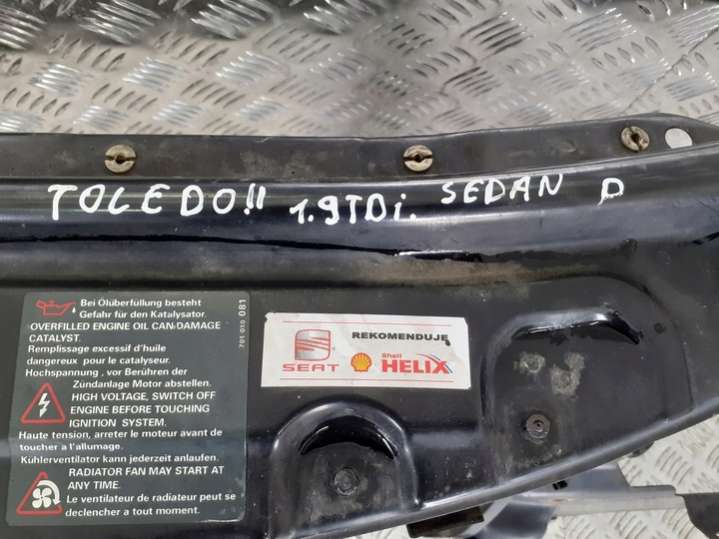 TOLEDO!! 1.9TDi. SEDAN D
Bei Ölüberfüllung besteht
Gefahr für den Katalysator.
OVERFILLED ENGINE OIL CAN DAMAGE
CATALYST.
Remplissage excessif d'huile
dangereux pour le catalyseur.
Hochspannung , vor Berühren der
Zündanlage Motor abstellen.
HIGH VOLTAGE, SWITCH OFF
ENGINE BEFORE TOUCHING
IGNITION SYSTEM.
Haute tension, arreter le moteur avant de
toucher a l'allumage.
Kühlerventilator kann jederzeit anlaufen.
RADIATOR FAN MAY START AT
ANY TIME.
Le ventilateur de radiateur peut se
declencher a tout moment.
701 010 081
REKOMENDUJE
SEAT
Shell
HELIX